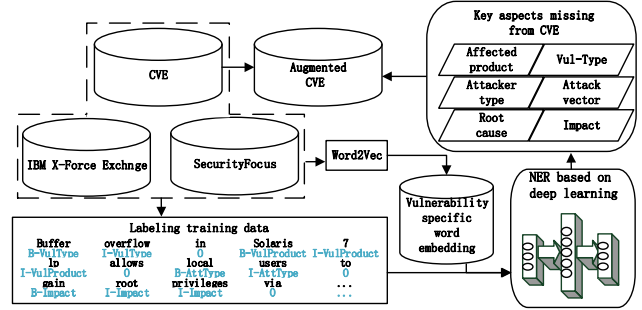 Key aspects missing
from CVE
Affected
product
Vul-Type
Attacker
type
Attack
vector
Root
cause
Impact
CVE
Augmented
CVE
IBM X-Force Exchnge
SecurityFocus
Word2Vec
Vulnerability
specific
word
embedding
NER based on
deep learning
Labeling training data
Buffer overflow in Solaris 7
B-VulType I-VulType O B-VulProduct I-VulProduct
lp allows local users to
I-VulProduct O B-AttType I-AttType O
gain root privileges via ...
B-Impact I-Impact I-Impact O ...